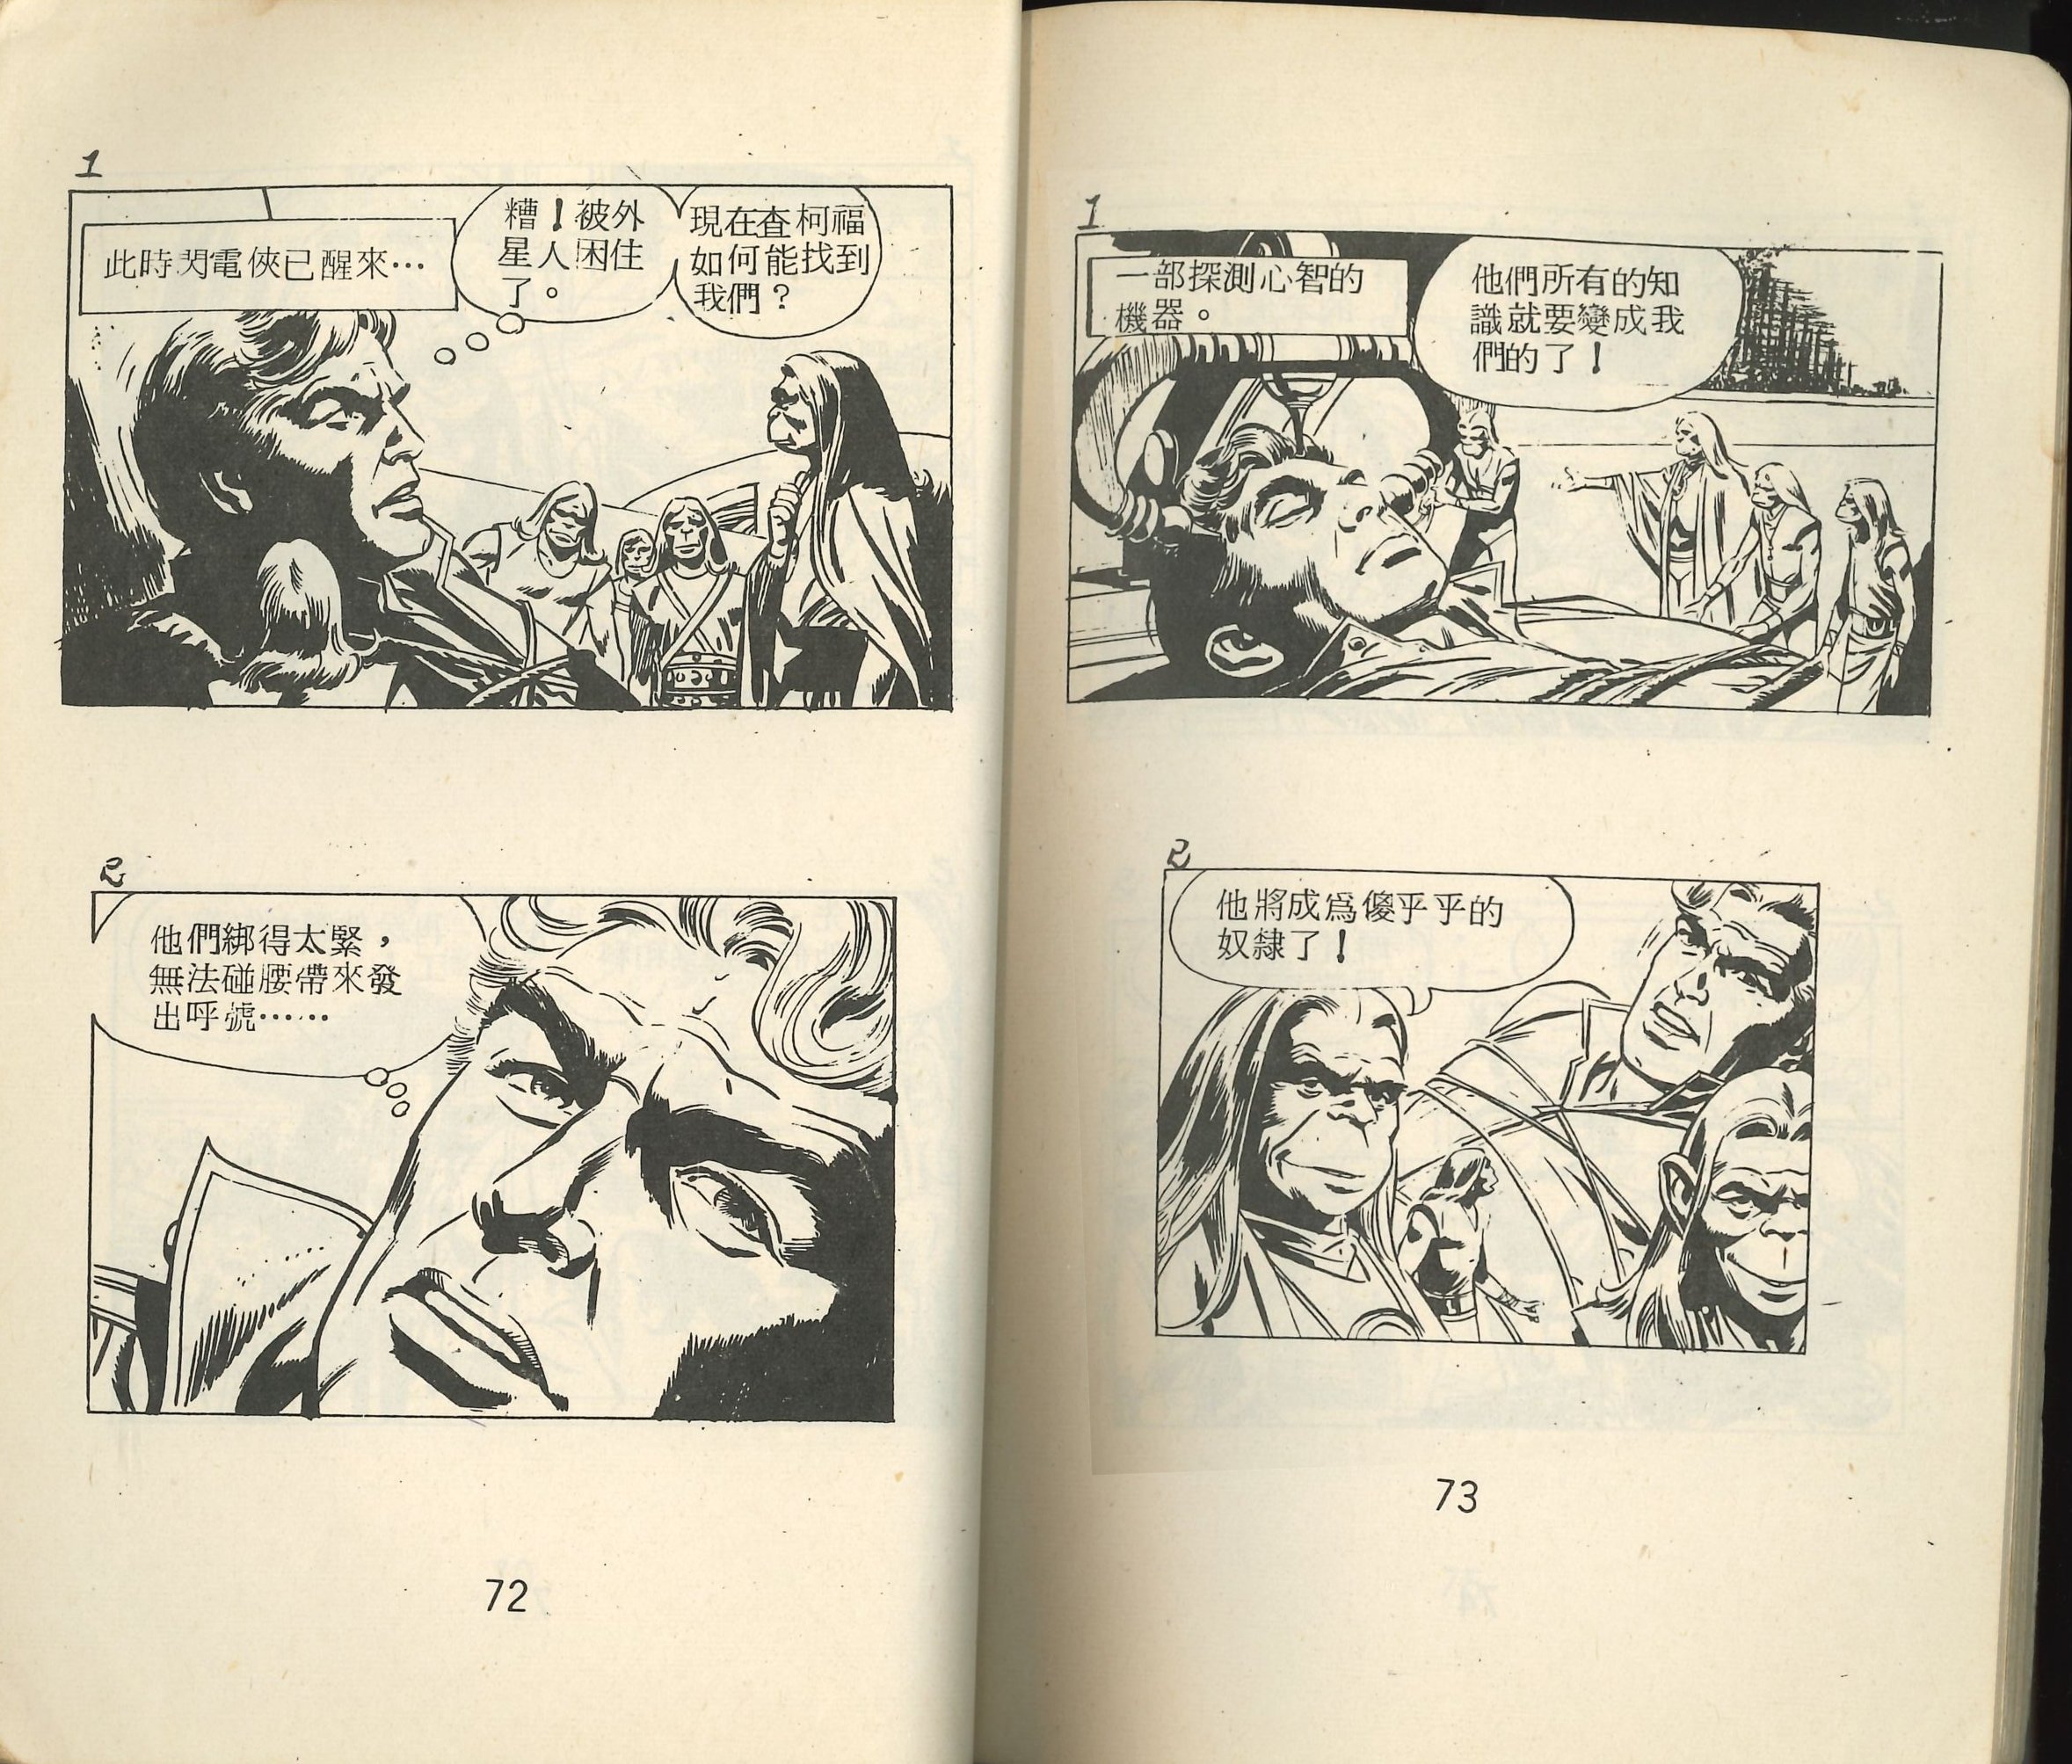 1
此時閃電俠已醒來…
糟!被外
星人困住
了。
現在查柯福
如何能找到
我們?
2
他們綁得太緊,
無法碰腰帶來發
出呼號……
72
1
一部探測心智的
機器。
他們所有的知
識就要變成我
們的了!
2
他將成爲傻乎乎的
奴隸了!
73